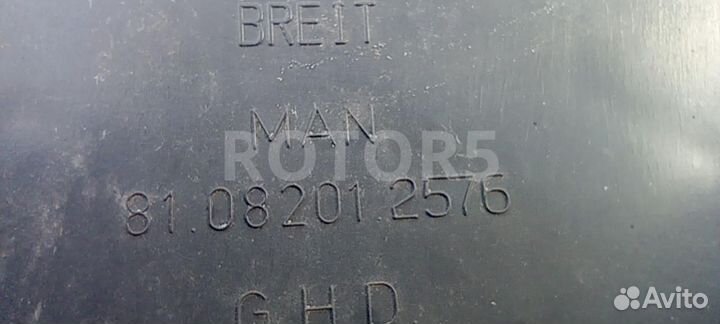 BREIT
MAN
ROTOR5
81.08201.2576
GHD
Avito